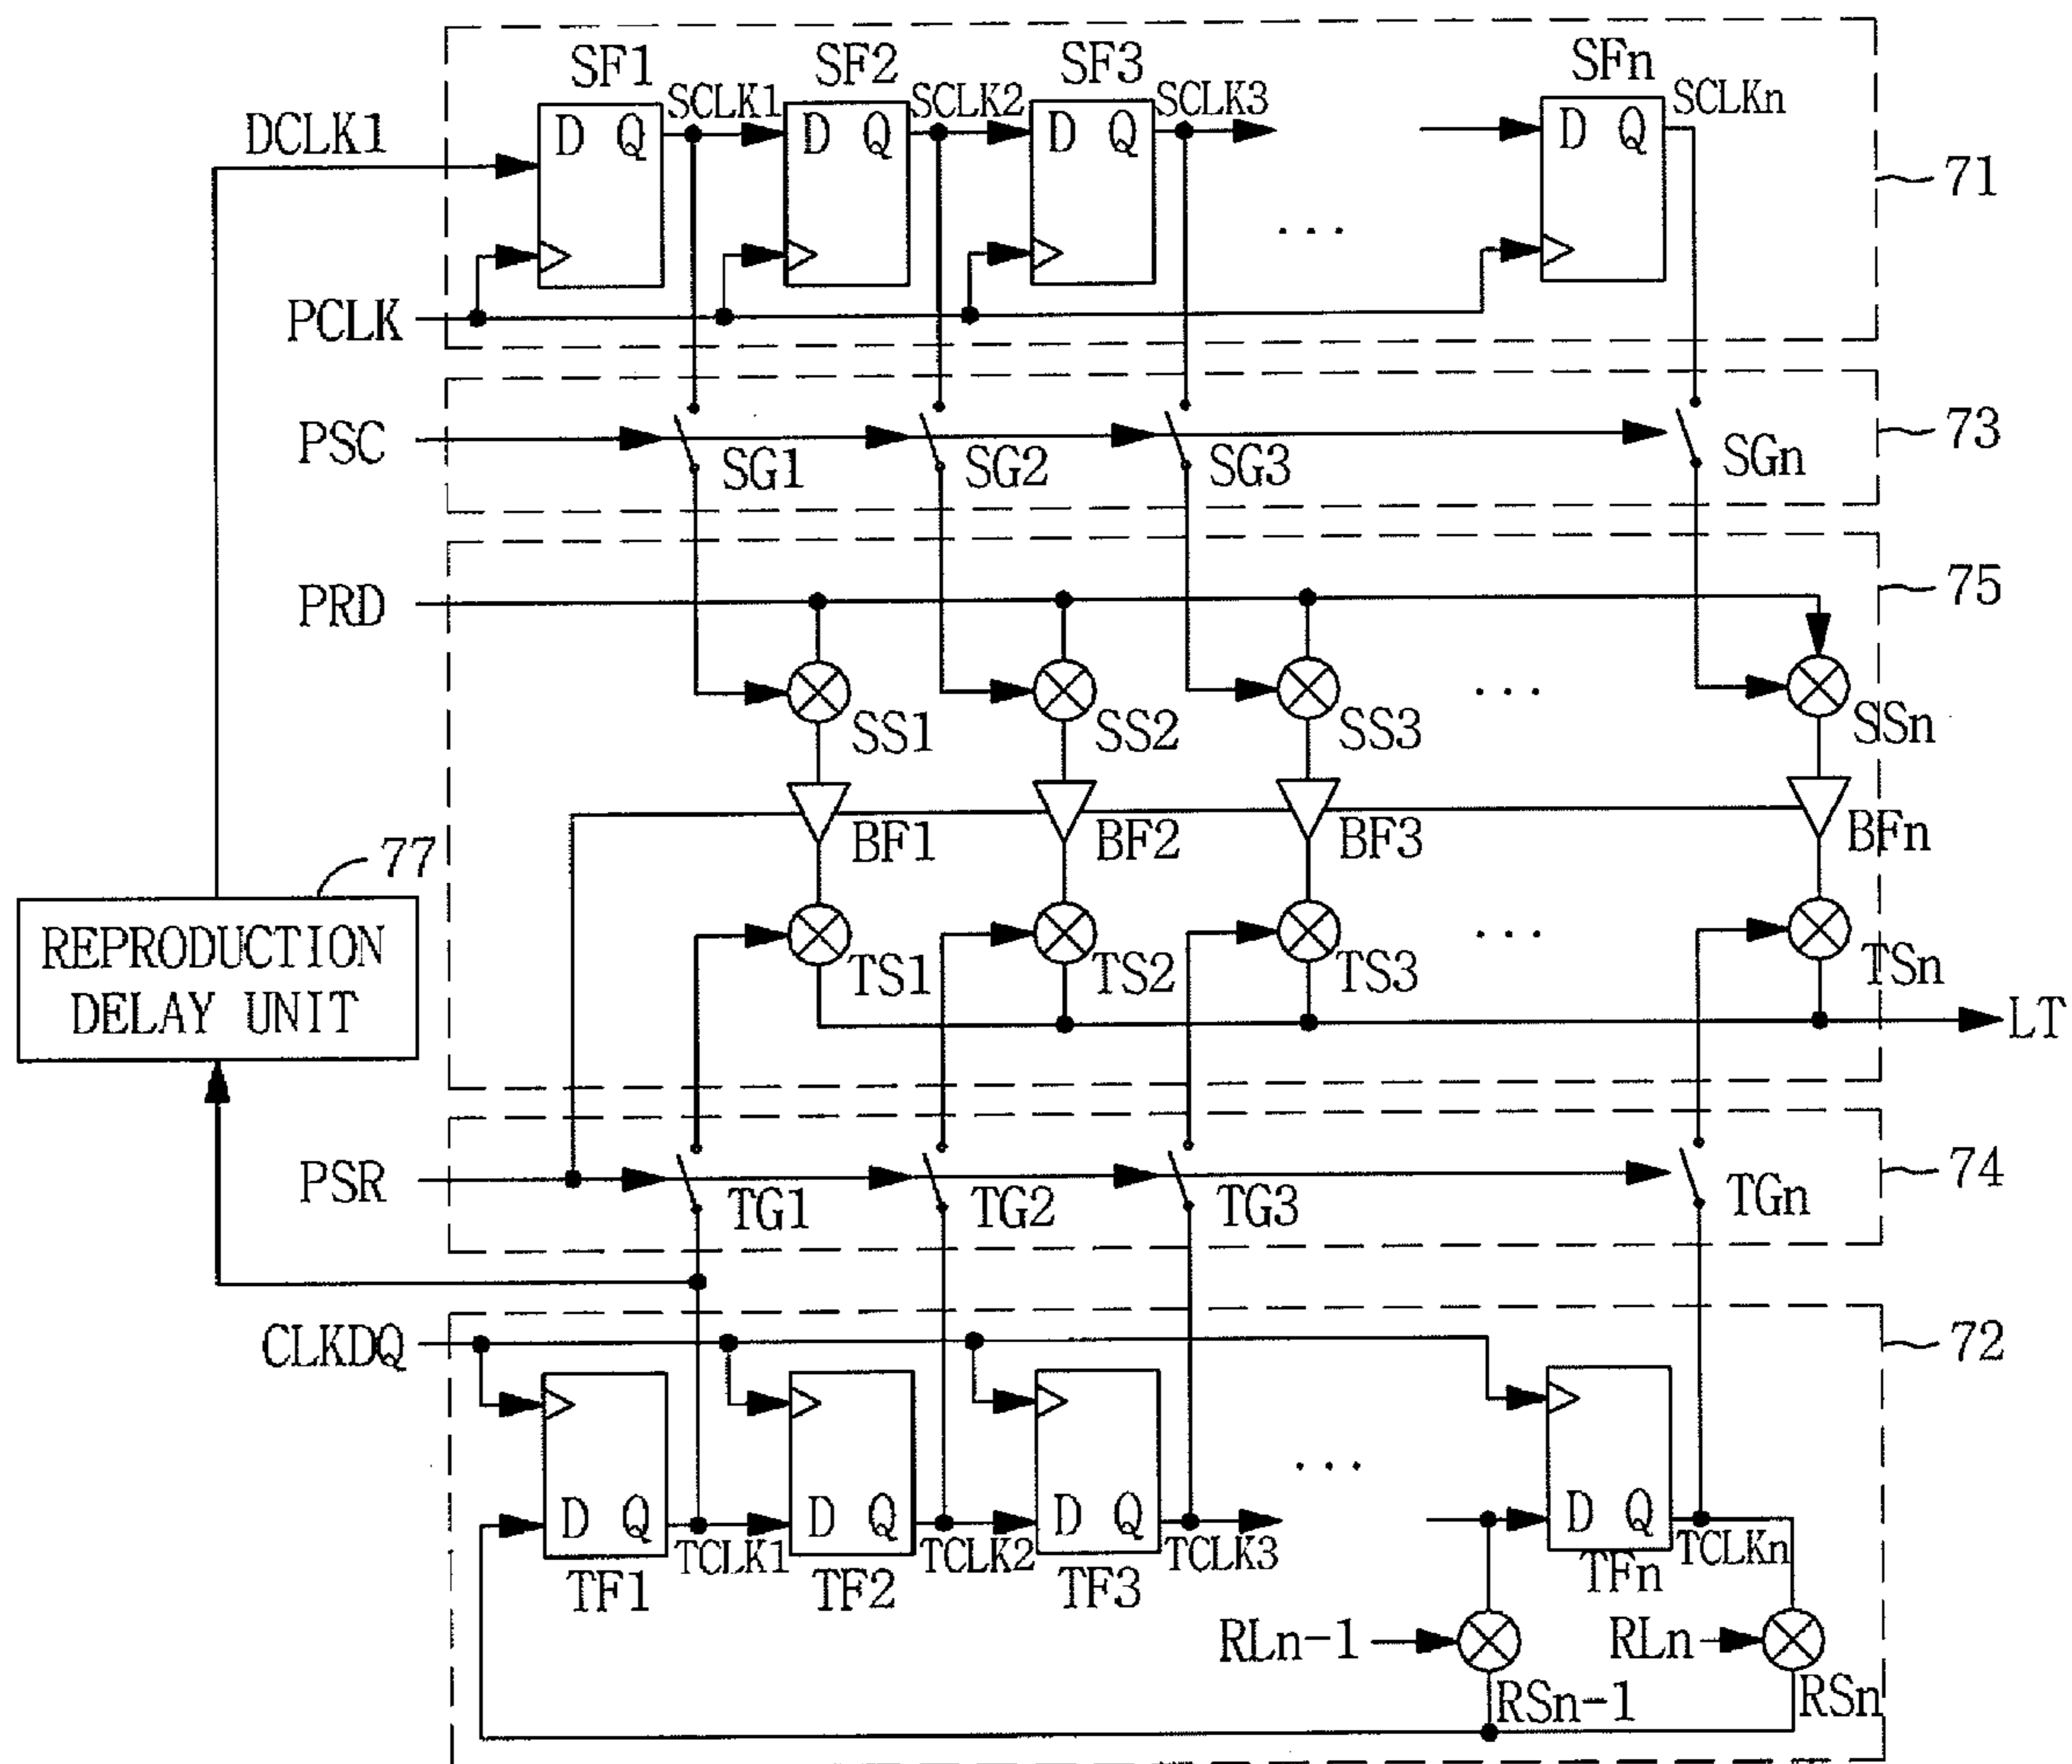 SF1
SF2
SF3
SFn
SCLK1
SCLK2
SCLK3
SCLKn
DCLK1
D Q
D Q
D Q
D Q
71
...
PCLK
PSC
SG1
SG2
SG3
SGn
73
PRD
75
SS1
SS2
SS3
...
SSn
BF1
BF2
BF3
BFn
77
REPRODUCTION
DELAY UNIT
TS1
TS2
TS3
...
TSn
LT
PSR
TG1
TG2
TG3
TGn
74
CLKDQ
72
...
D Q
D Q
D Q
D Q
TCLK1
TCLK2
TCLK3
TCLKn
TF1
TF2
TF3
TFn
RLn-1
RLn
RSn-1
RSn